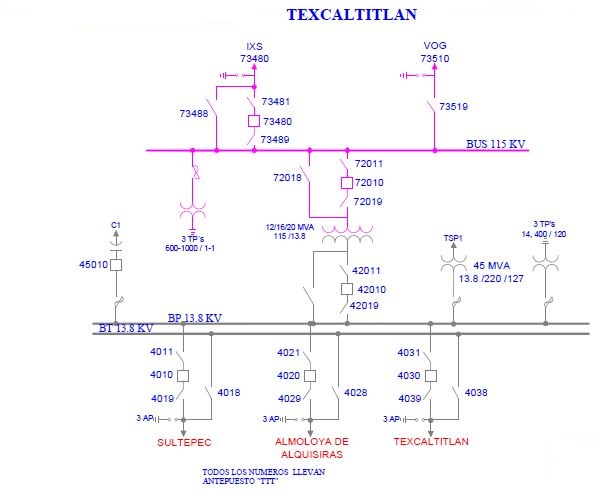 TEXCALTITLAN
IXS
73480
VOG
73510
73481
73488
73480
73519
73489
BUS 115 KV
72011
72018
72010
72019
3 TP's
600-1000 / 1-1
12/16/20 MVA
115 /13.8
C1
TSP1
3 TP's
14, 400 / 120
45010
42011
42010
42019
45 MVA
13.8 /220 /127
BP 13.8 KV
BT 13.8 KV
4011
4010
4019
4018
4021
4020
4029
4028
4031
4030
4039
4038
3 AP
3 AP
3 AP
SULTEPEC
ALMOLOYA DE
ALQUISIRAS
TEXCALTITLAN
TODOS LOS NUMEROS LLEVAN
ANTEPUESTO "TTT"